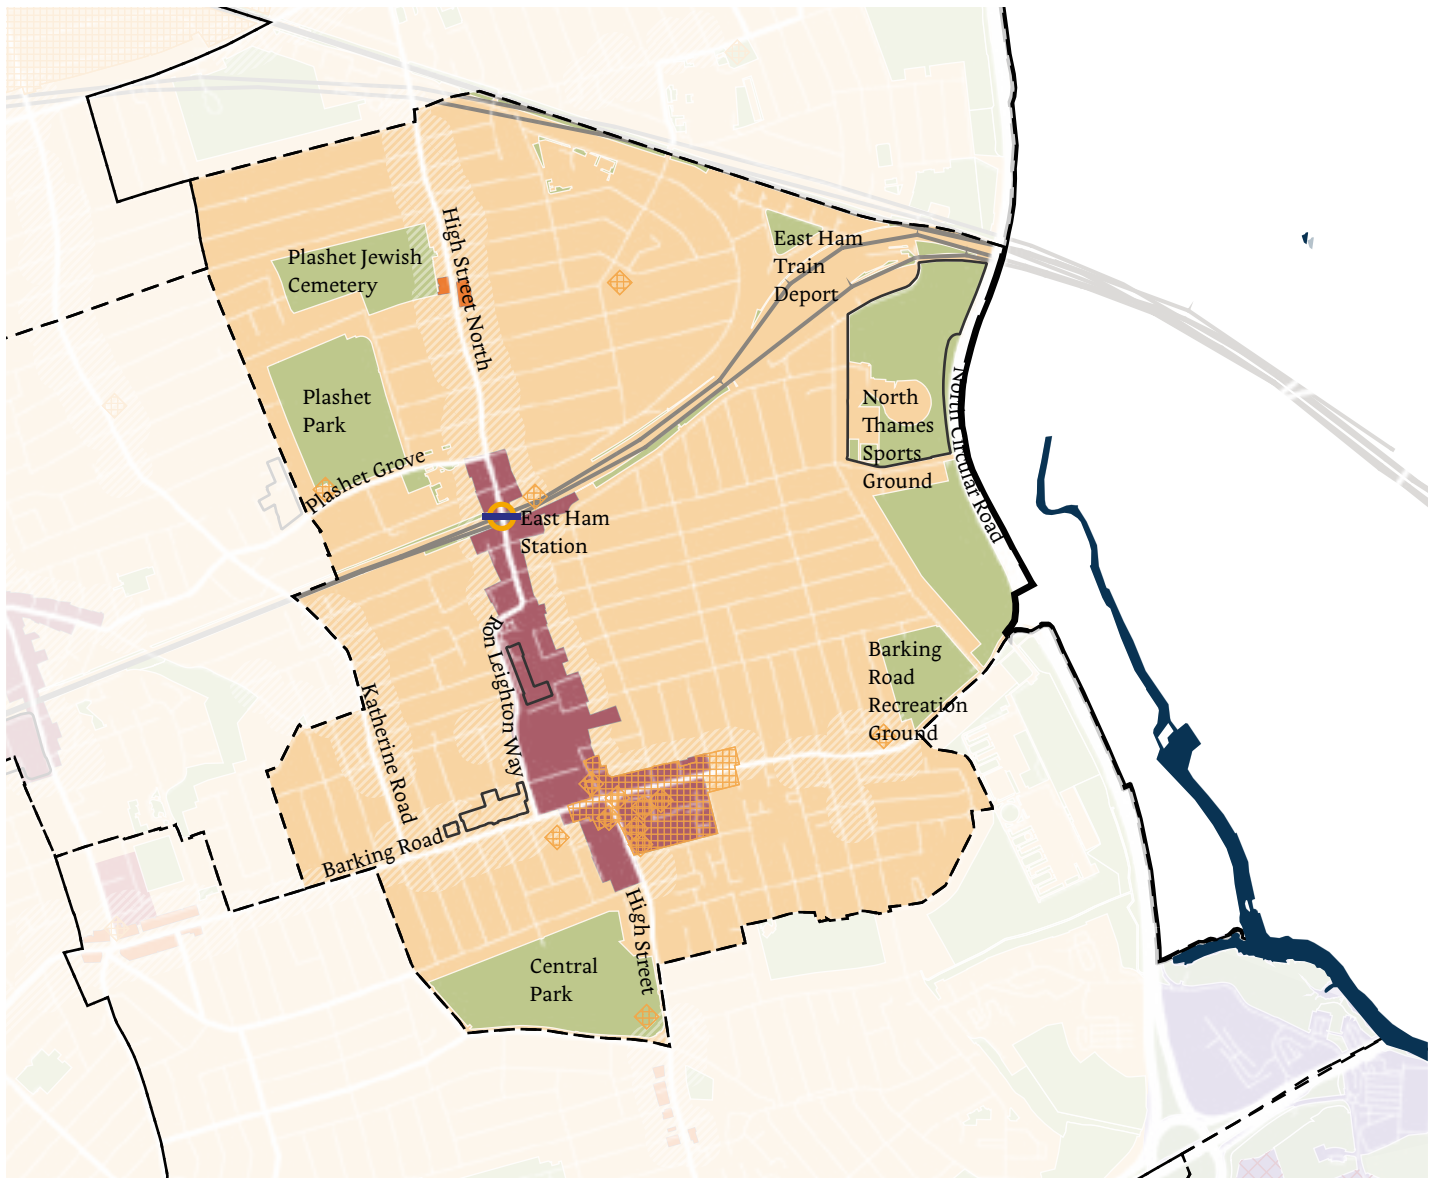 High Street North
Plashet Jewish
Cemetery
East Ham
Train
Deport
Plashet
Park
North
Thames
Sports
Ground
North Circular Road
Plashet Grove
East Ham
Station
Ron Leighton Way
Barking
Road
Recreation
Ground
Katherine Road
Barking Road
High Street
Central
Park